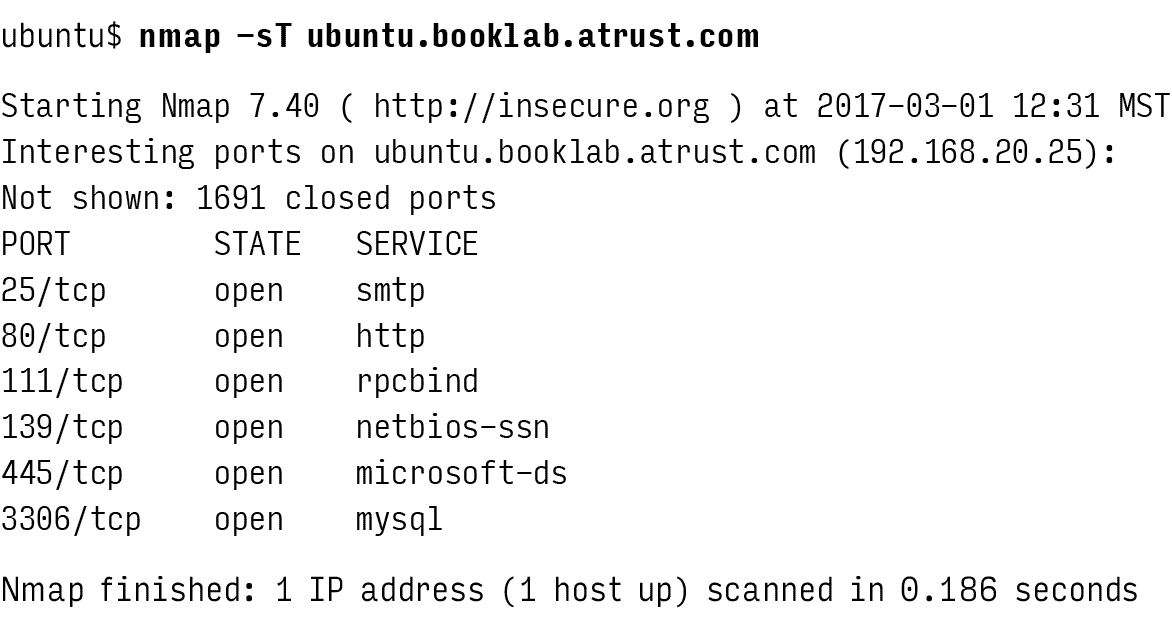 ubuntu$ nmap -sT ubuntu.booklab.atrust.com
Starting Nmap 7.40 ( http://insecure.org ) at 2017-03-01 12:31 MST
Interesting ports on ubuntu.booklab.atrust.com (192.168.20.25):
Not shown: 1691 closed ports
PORT        STATE   SERVICE
25/tcp      open    smtp
80/tcp      open    http
111/tcp     open    rpcbind
139/tcp     open    netbios-ssn
445/tcp     open    microsoft-ds
3306/tcp    open    mysql
Nmap finished: 1 IP address (1 host up) scanned in 0.186 seconds